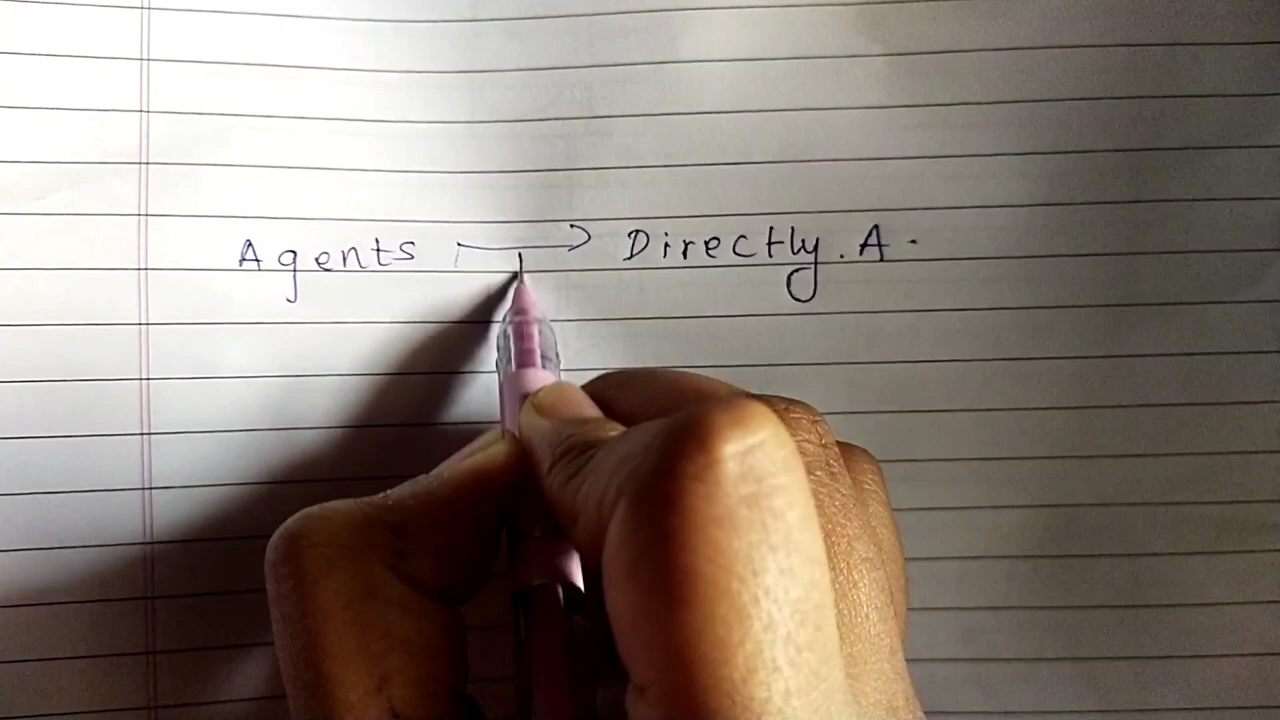 Agents → Directly. A.